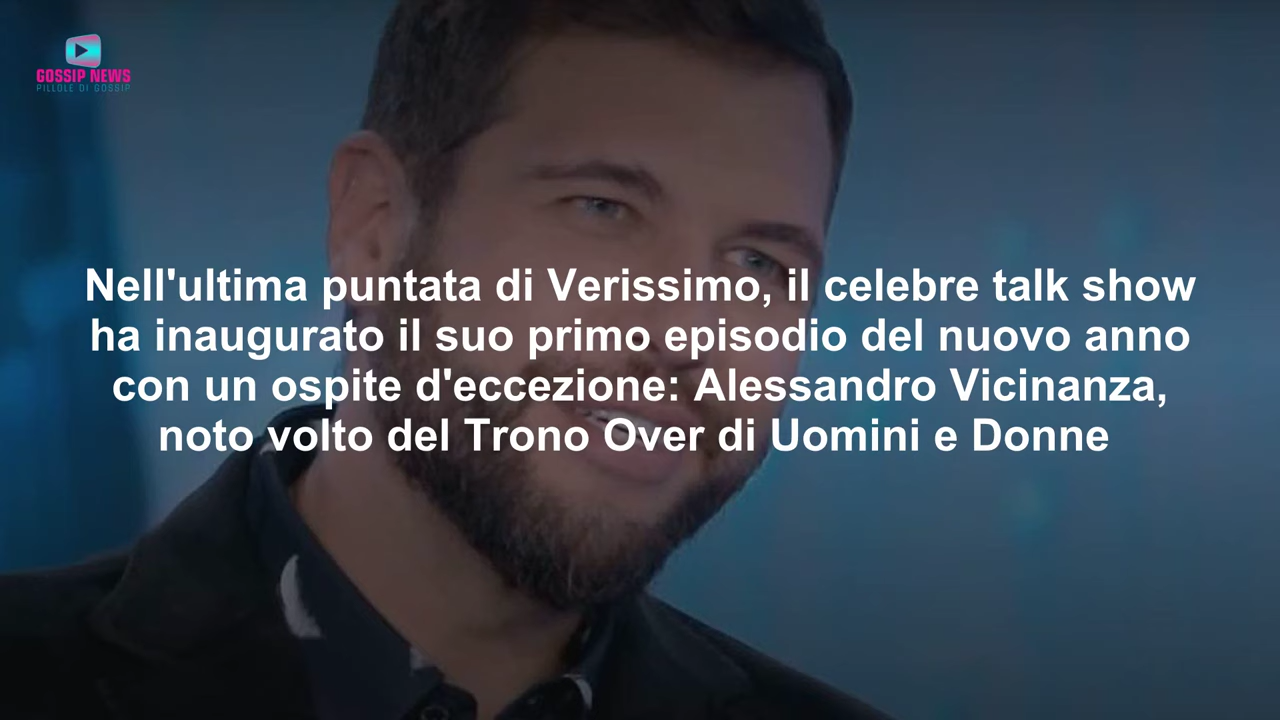 GOSSIP NEWS
PILLOLE DI GOSSIP
Nell'ultima puntata di Verissimo, il celebre talk show
ha inaugurato il suo primo episodio del nuovo anno
con un ospite d'eccezione: Alessandro Vicinanza,
noto volto del Trono Over di Uomini e Donne